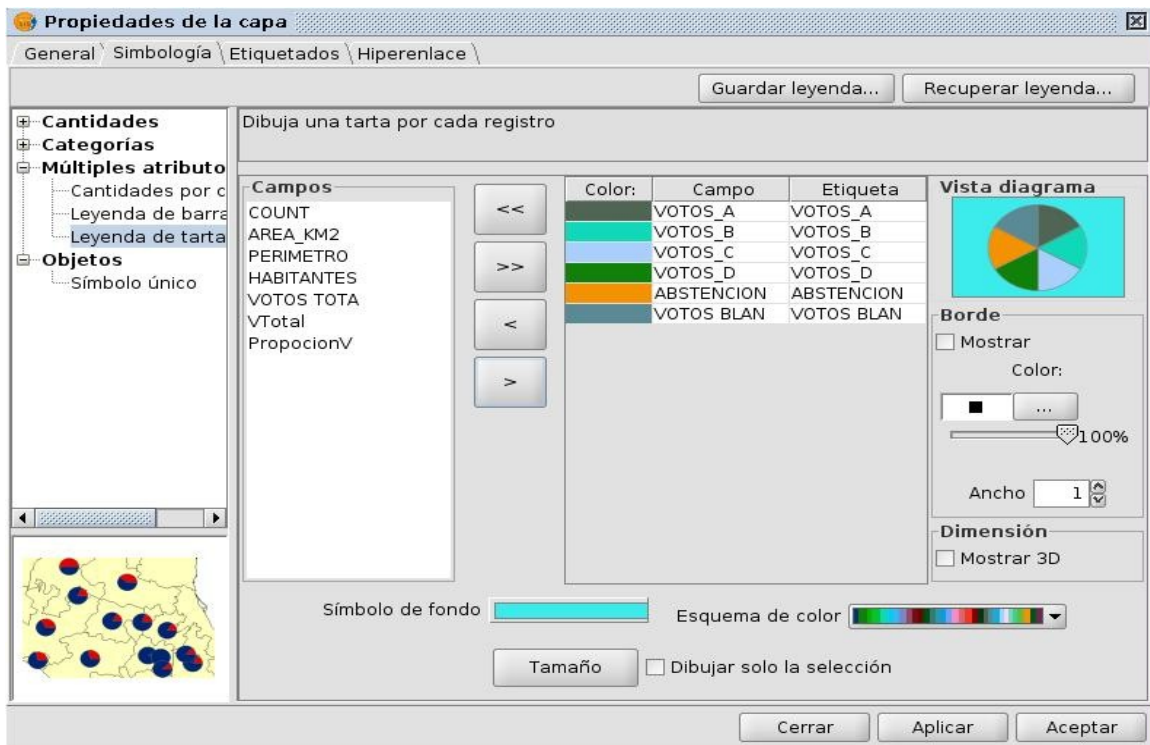 Propiedades de la capa
General Simbología Etiquetados Hiperenlace
Guardar leyenda... Recuperar leyenda...
Cantidades
Categorías
Múltiples atributo
Cantidades por c
Leyenda de barra
Leyenda de tarta
Objetos
Símbolo único
Dibuja una tarta por cada registro
Campos
COUNT
AREA_KM2
PERIMETRO
HABITANTES
VOTOS TOTA
VTotal
PropocionV
<<
>>
<
>
Color: Campo Etiqueta
VOTOS_A VOTOS_A
VOTOS_B VOTOS_B
VOTOS_C VOTOS_C
VOTOS_D VOTOS_D
ABSTENCION ABSTENCION
VOTOS BLAN VOTOS BLAN
Vista diagrama
Borde
Mostrar
Color:
...
100%
Ancho 1
Dimensión
Mostrar 3D
Símbolo de fondo Esquema de color
Tamaño Dibujar solo la selección
Cerrar Aplicar Aceptar